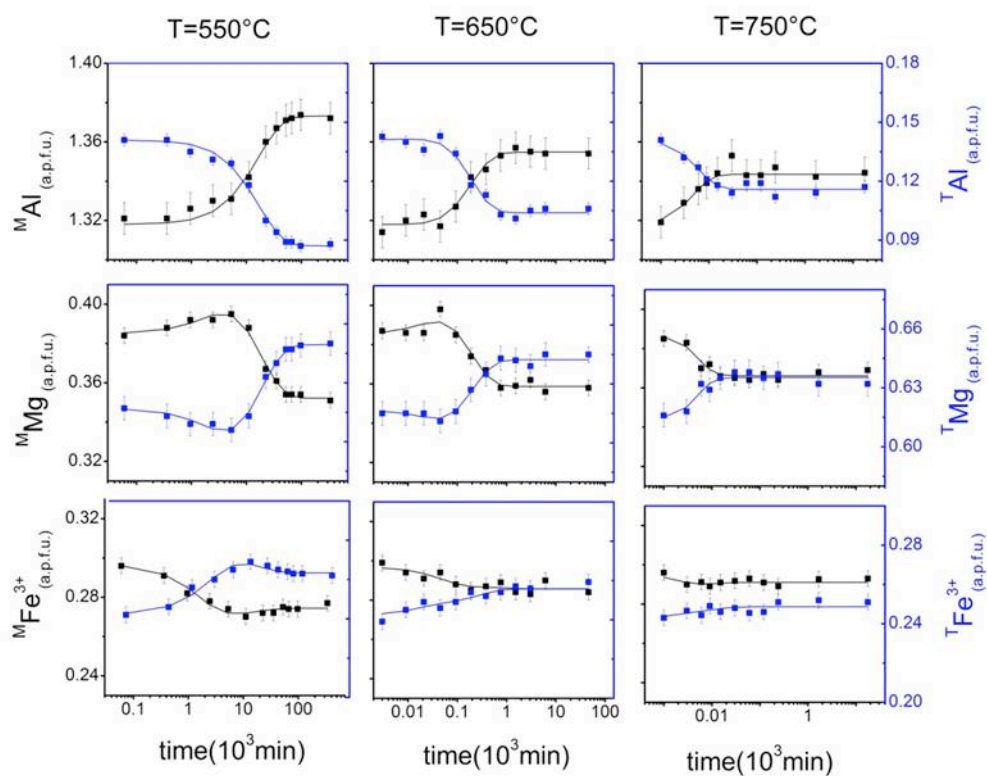 T=550°C T=650°C T=750°C
1.40 0.18
1.36 0.15
1.32 0.12
0.09
ᴹAl(a.p.f.u.) ᵀAl(a.p.f.u.)
0.40
0.66
0.36 0.63
0.32 0.60
ᴹMg(a.p.f.u.) ᵀMg(a.p.f.u.)
0.32
0.28
0.28
0.24
0.24
0.20
ᴹFe³⁺(a.p.f.u.) ᵀFe³⁺(a.p.f.u.)
0.1 1 10 100 0.01 0.1 1 10 100 0.01 1
time(10³min) time(10³min) time(10³min)